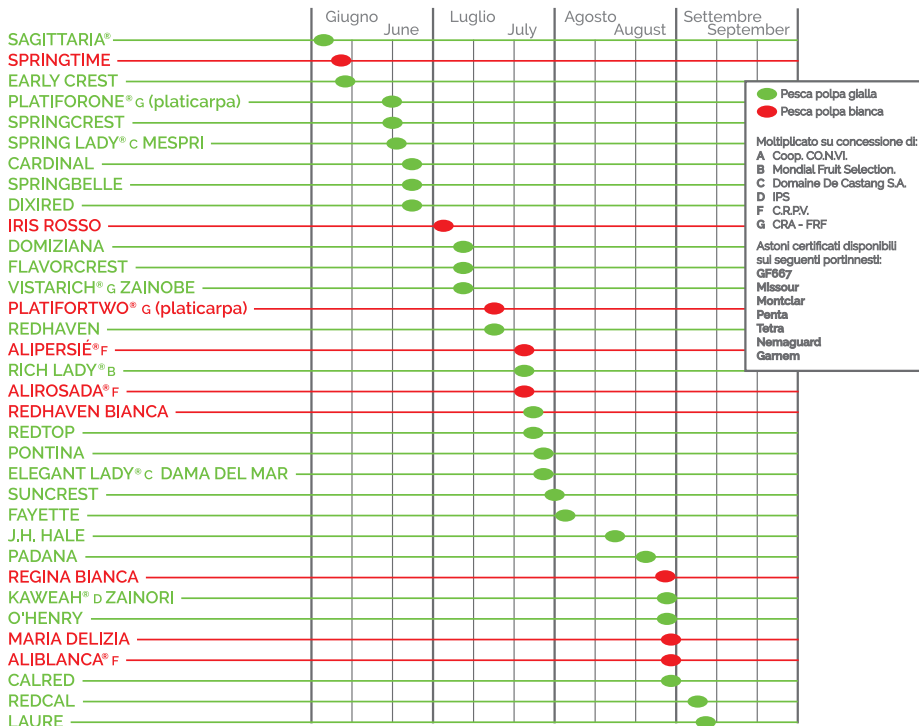 Giugno Luglio Agosto Settembre
June July August September
SAGITTARIA®
SPRINGTIME
EARLY CREST
PLATIFORONE® G (platicarpa)
SPRINGCREST
SPRING LADY® C MESPRI
CARDINAL
SPRINGBELLE
DIXIRED
IRIS ROSSO
DOMIZIANA
FLAVORCREST
VISTARICH® G ZAINOBE
PLATIFORTWO® G (platicarpa)
REDHAVEN
ALIPERSIÉ® F
RICH LADY® B
ALIROSADA® F
REDHAVEN BIANCA
REDTOP
PONTINA
ELEGANT LADY® C DAMA DEL MAR
SUNCREST
FAYETTE
J.H. HALE
PADANA
REGINA BIANCA
KAWEAH® D ZAINORI
O'HENRY
MARIA DELIZIA
ALIBLANCA® F
CALRED
REDCAL
LAURE
Pesca polpa gialla
Pesca polpa bianca
Moltiplicato su concessione di:
A Coop. CO.N.VI.
B Mondial Fruit Selection.
C Domaine De Castang S.A.
D IPS
F C.R.P.V.
G CRA - FRF
Astoni certificati disponibili
sui seguenti portinnesti:
GF667
Missour
Montclar
Penta
Tetra
Nemaguard
Garnem